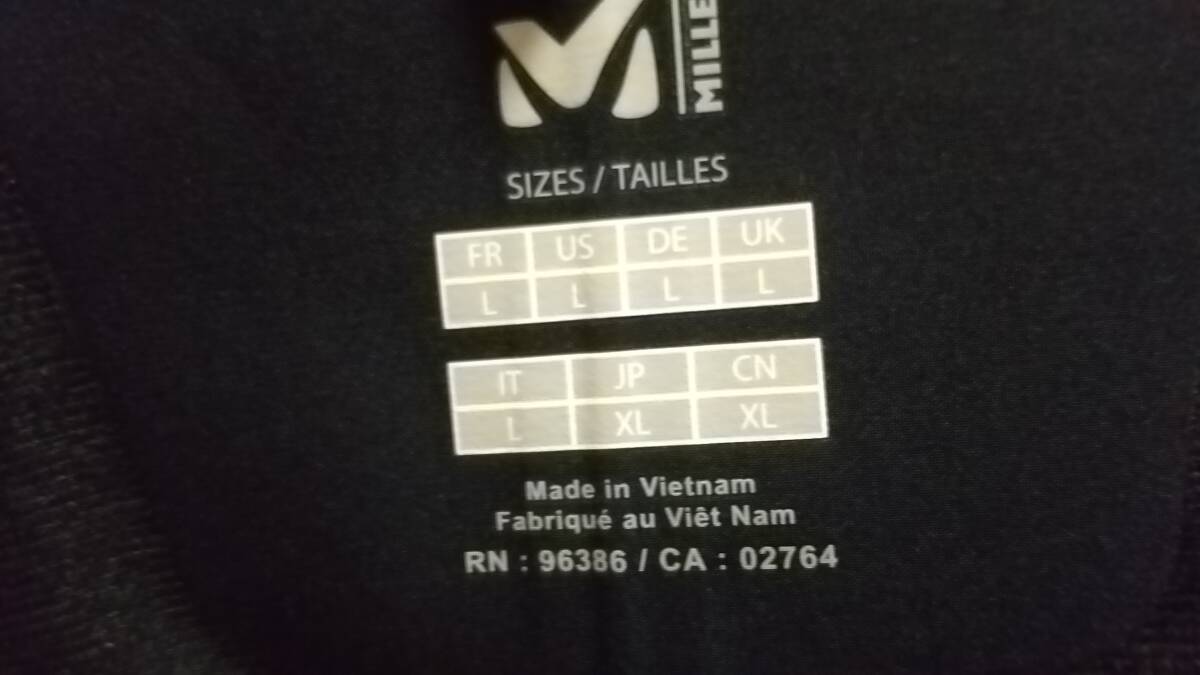 MILLE
SIZES / TAILLES
FR US DE UK
L L L L
IT JP CN
L XL XL
Made in Vietnam
Fabriqué au Viêt Nam
RN : 96386 / CA : 02764